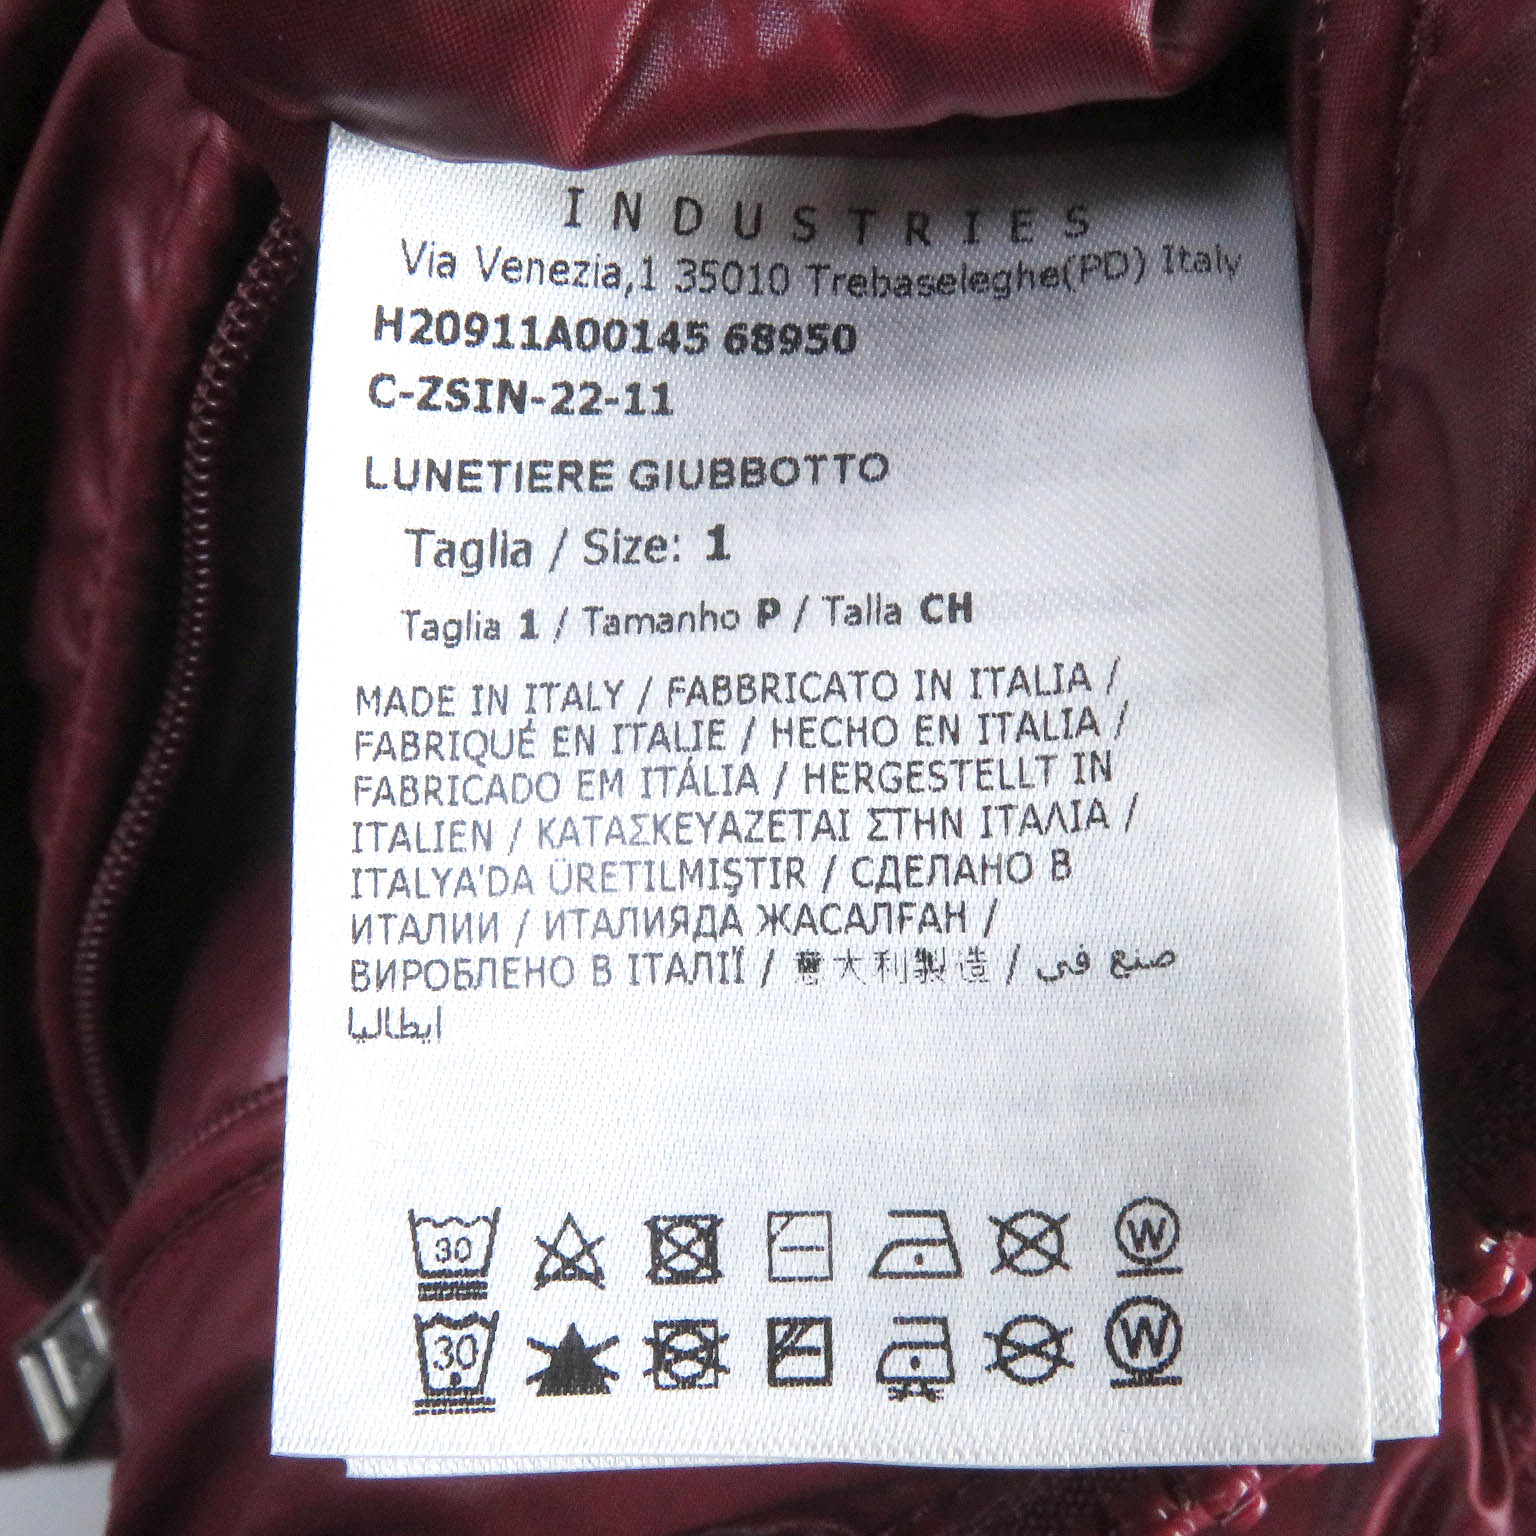 INDUSTRIES
Via Venezia,1 35010 Trebaseleghe(PD) Italy
H20911A00145 68950
C-ZSIN-22-11
LUNETIERE GIUBBOTTO
Taglia / Size: 1
Taglia 1 / Tamanho P / Talla CH
MADE IN ITALY / FABBRICATO IN ITALIA /
FABRIQUÉ EN ITALIE / HECHO EN ITALIA /
FABRICADO EM ITÁLIA / HERGESTELLT IN
ITALIEN / ΚΑΤΑΣΚΕΥΑΖΕΤΑΙ ΣΤΗΝ ΙΤΑΛΙΑ /
ITALYA'DA ÜRETILMIŞTIR / СДЕЛАНО В
ИТАЛИИ / ИТАЛИЯДА ЖАСАЛҒАН /
ВИРОБЛЕНО В ІТАЛІЇ / 意大利製造 / صنع في
ايطاليا
30 W
30 W